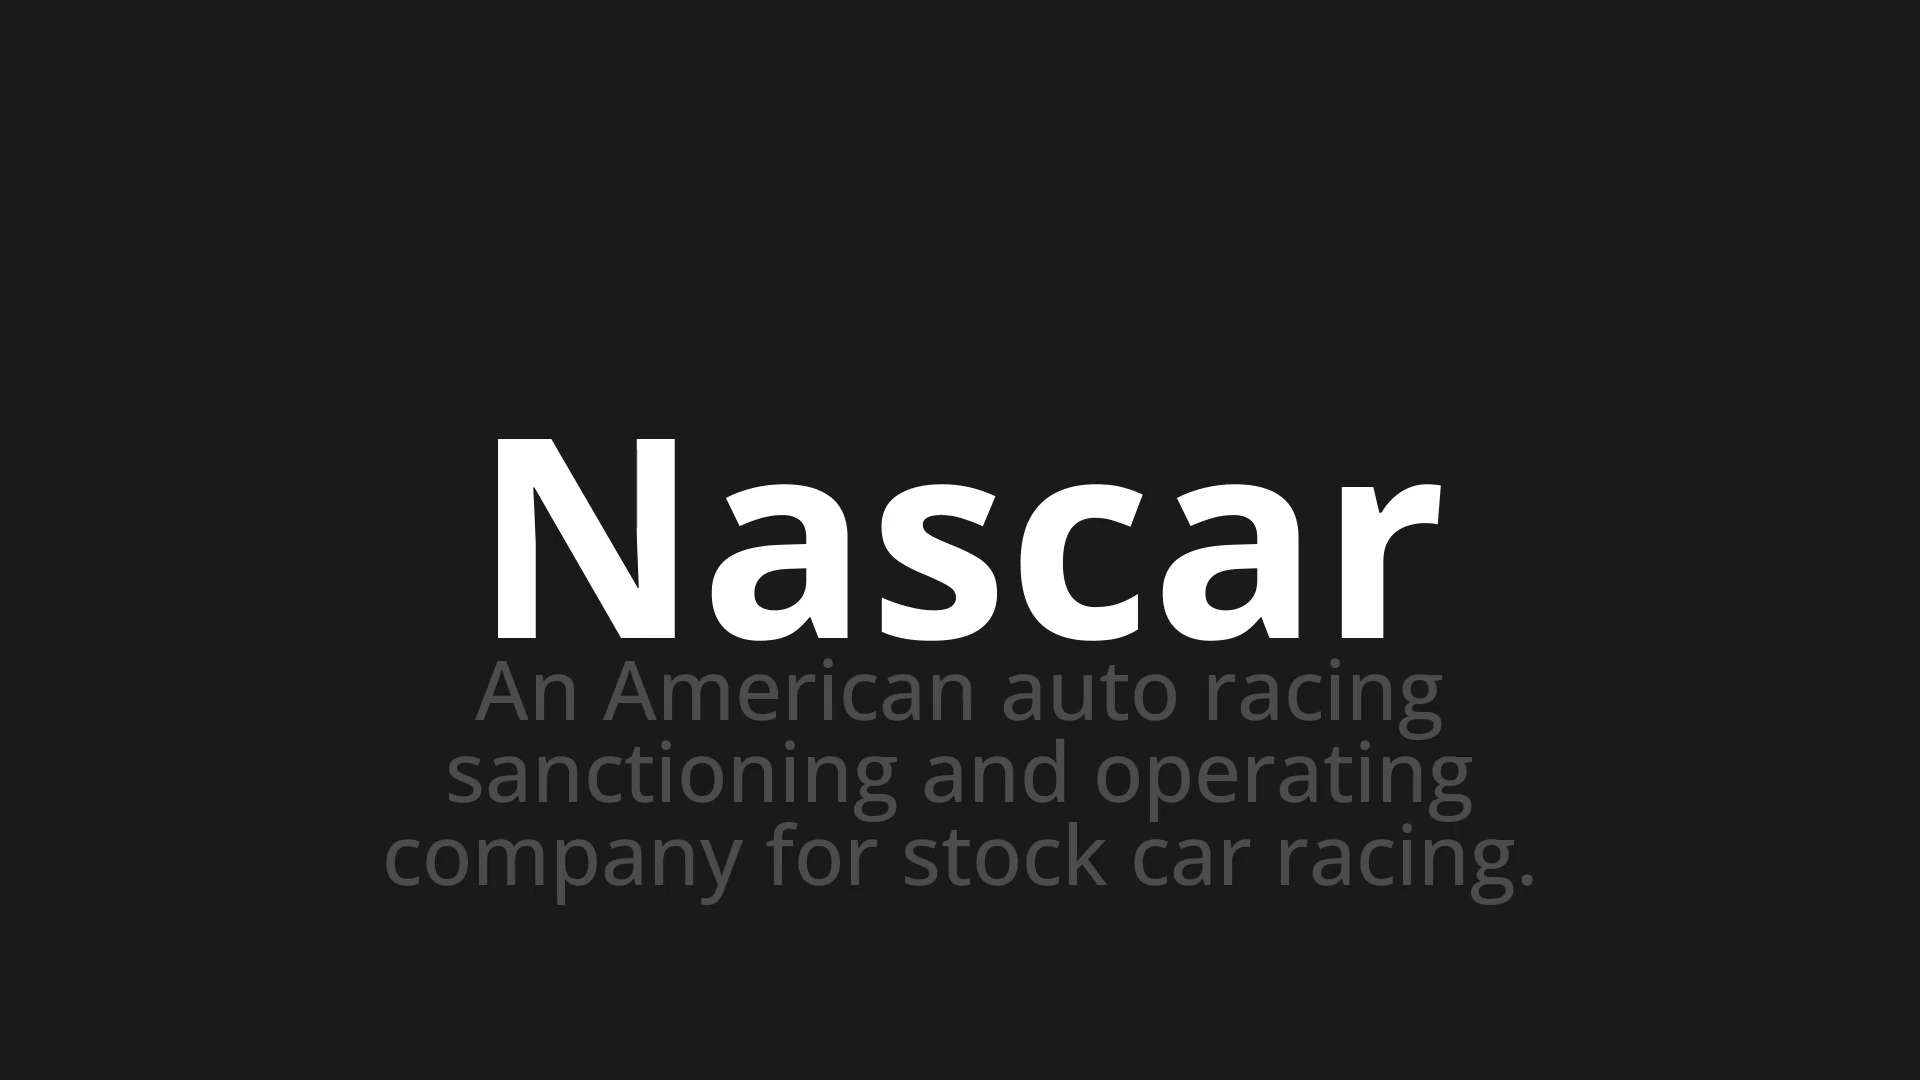 Nascar
An American auto racing
sanctioning and operating
company for stock car racing.